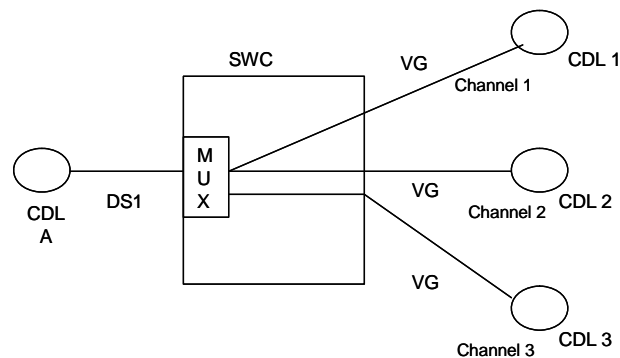 SWC
VG
CDL 1
Channel 1
M
U
X
CDL
A
DS1
VG
CDL 2
Channel 2
VG
CDL 3
Channel 3